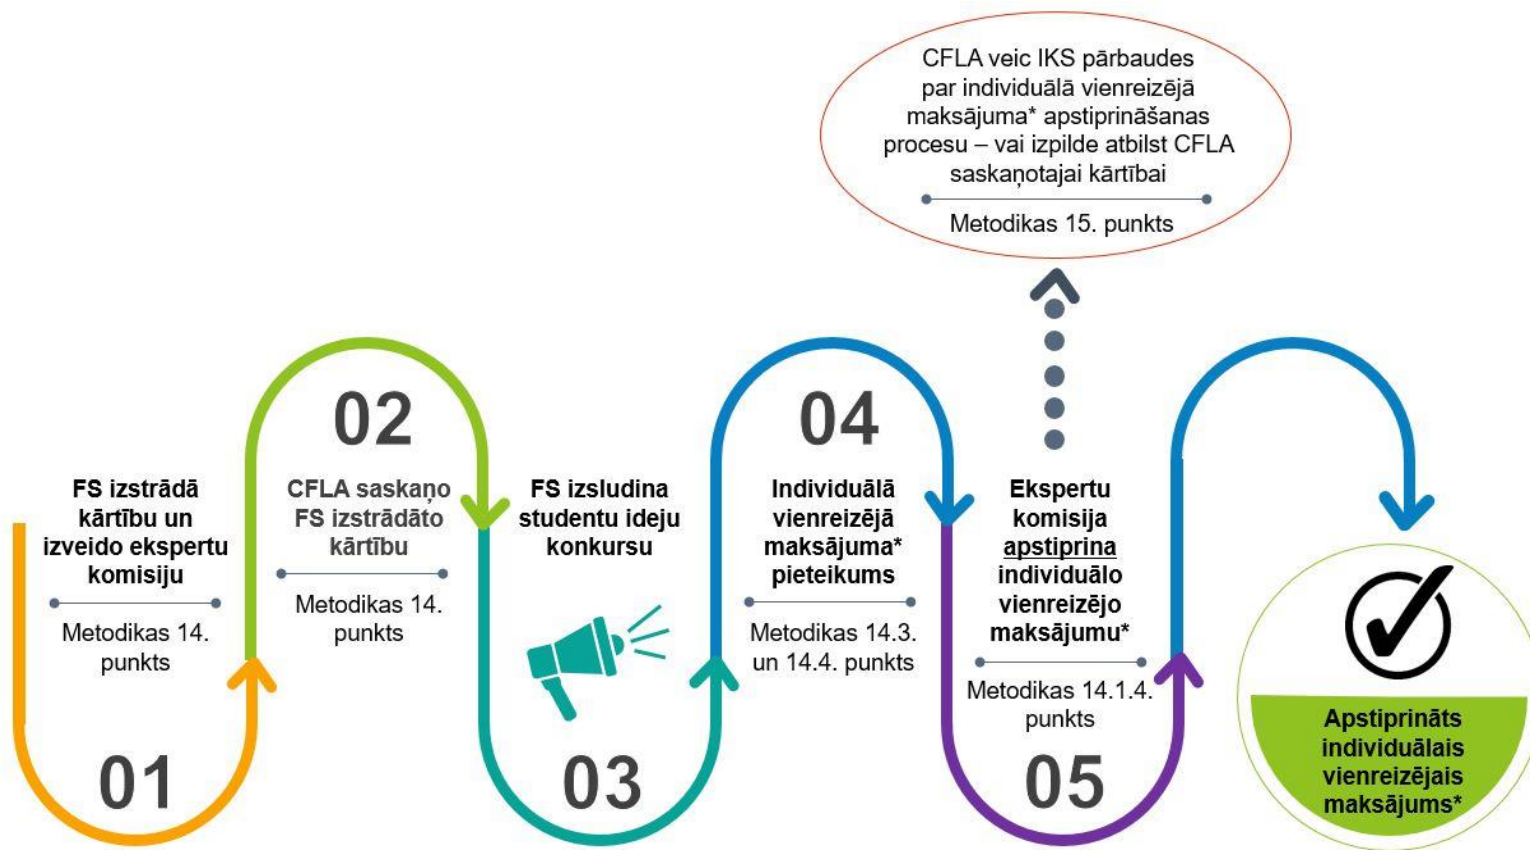 CFLA veic IKS pārbaudes
par individuālā vienreizējā
maksājuma* apstiprināšanas
procesu – vai izpilde atbilst CFLA
saskaņotajai kārtībai
Metodikas 15. punkts
01
FS izstrādā
kārtību un
izveido ekspertu
komisiju
Metodikas 14.
punkts
02
CFLA saskaņo
FS izstrādāto
kārtību
Metodikas 14.
punkts
03
FS izsludina
studentu ideju
konkursu
04
Individuālā
vienreizējā
maksājuma*
pieteikums
Metodikas 14.3.
un 14.4. punkts
05
Ekspertu
komisija
apstiprina
individuālo
vienreizējo
maksājumu*
Metodikas 14.1.4.
punkts
Apstiprināts
individuālais
vienreizējais
maksājums*